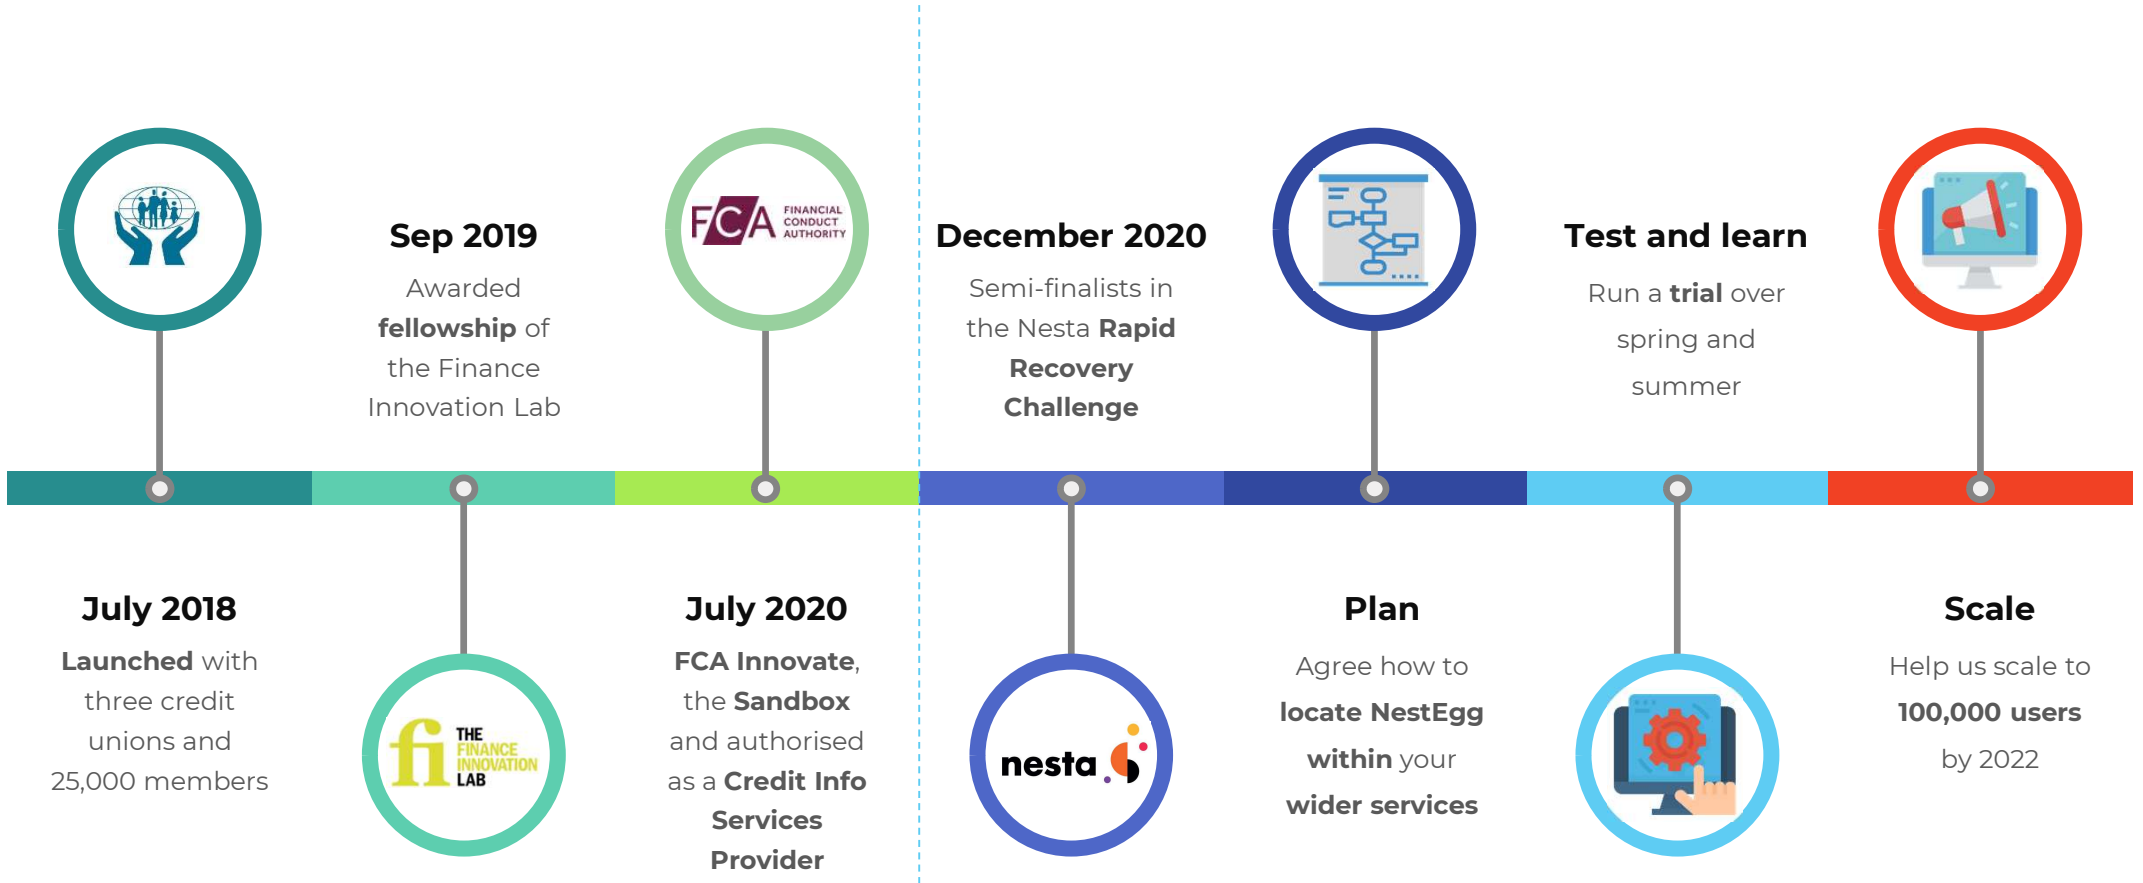 July 2018
Launched with
three credit
unions and
25,000 members
Sep 2019
Awarded
fellowship of
the Finance
Innovation Lab
fi
THE
FINANCE
INNOVATION
LAB
FCA
FINANCIAL
CONDUCT
AUTHORITY
July 2020
FCA Innovate,
the Sandbox
and authorised
as a Credit Info
Services
Provider
December 2020
Semi-finalists in
the Nesta Rapid
Recovery
Challenge
nesta
Plan
Agree how to
locate NestEgg
within your
wider services
Test and learn
Run a trial over
spring and
summer
Scale
Help us scale to
100,000 users
by 2022